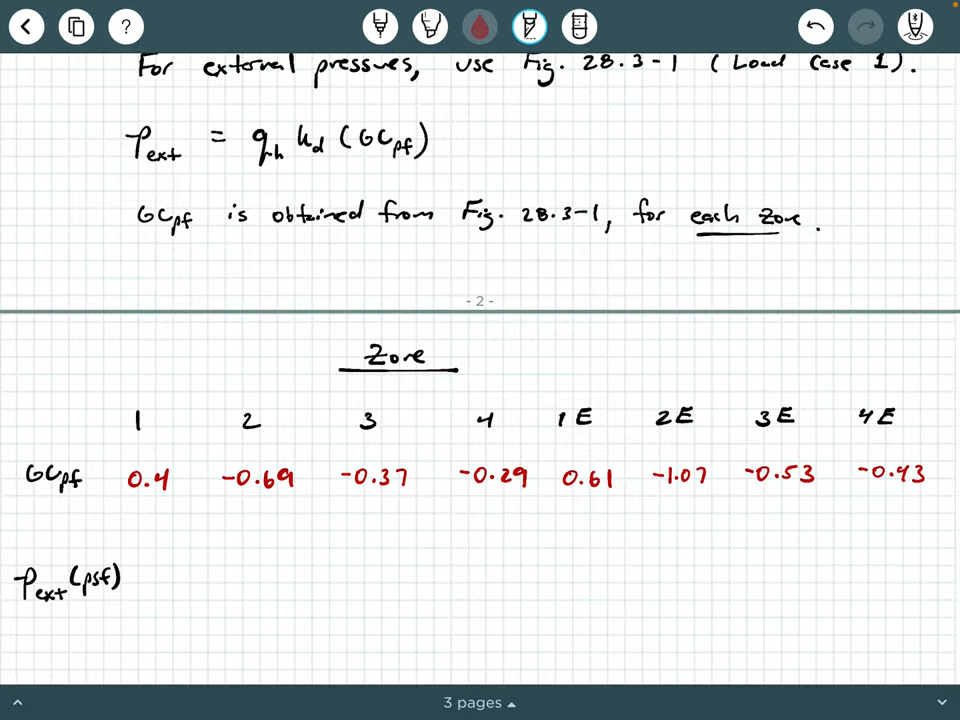 ?
For external pressures, use Fig. 28.3-1 (Load Case 1).
p_ext = q_h K_d (GC_pf)
GC_pf is obtained from Fig. 28.3-1, for each zone.
- 2 -
Zone
1 2 3 4 1E 2E 3E 4E
GC_pf 0.4 -0.69 -0.37 -0.29 0.61 -1.07 -0.53 -0.43
p_ext (psf)
3 pages